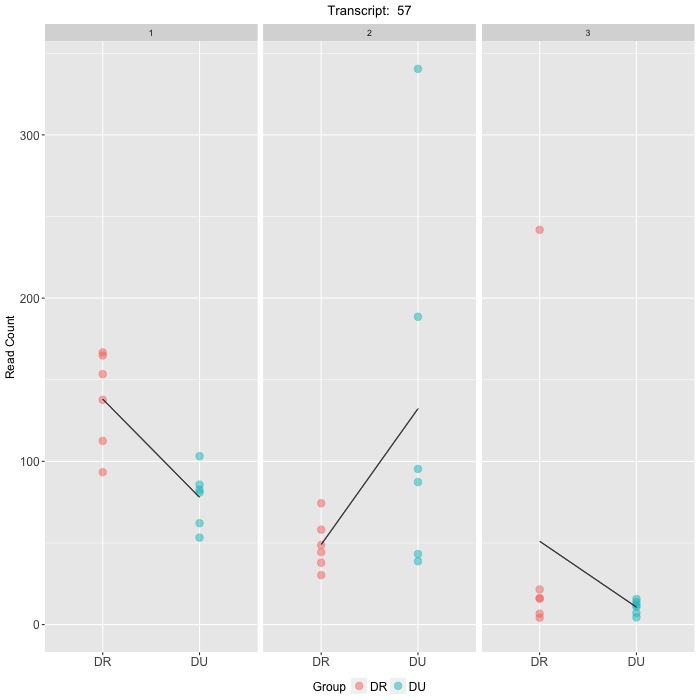 Transcript:  57
1 2 3
Read Count
300
200
100
0
DR DU DR DU DR DU
Group DR DU